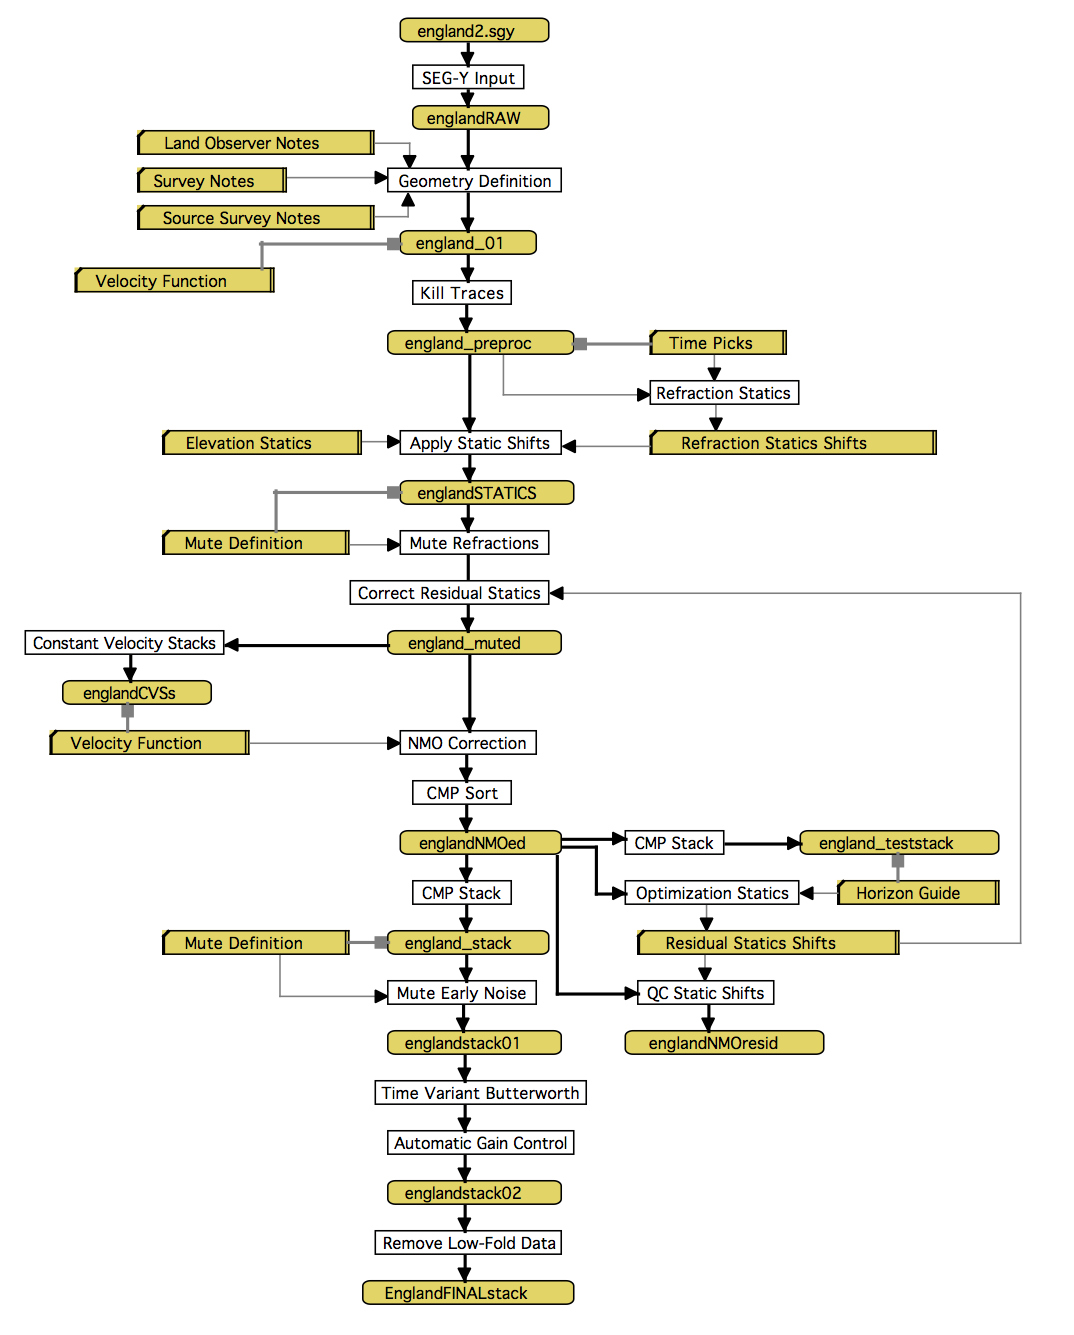 england2.sgy
SEG-Y Input
englandRAW
Land Observer Notes
Survey Notes
Geometry Definition
Source Survey Notes
england_01
Velocity Function
Kill Traces
england_preproc
Time Picks
Refraction Statics
Elevation Statics
Apply Static Shifts
Refraction Statics Shifts
englandSTATICS
Mute Definition
Mute Refractions
Correct Residual Statics
Constant Velocity Stacks
england_muted
englandCVSs
Velocity Function
NMO Correction
CMP Sort
englandNMOed
CMP Stack
england_teststack
CMP Stack
Optimization Statics
Horizon Guide
Mute Definition
england_stack
Residual Statics Shifts
Mute Early Noise
QC Static Shifts
englandstack01
englandNMOresid
Time Variant Butterworth
Automatic Gain Control
englandstack02
Remove Low-Fold Data
EnglandFINALstack